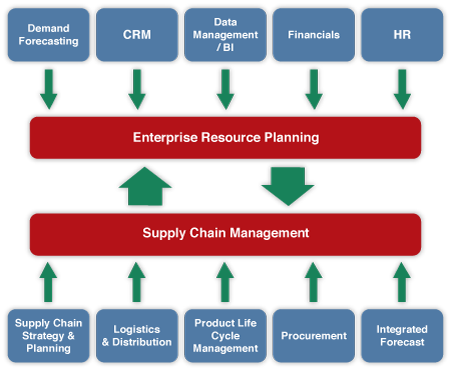 Demand
Forecasting
CRM
Data
Management
/ BI
Financials
HR
Enterprise Resource Planning
Supply Chain Management
Supply Chain
Strategy &
Planning
Logistics
& Distribution
Product Life
Cycle
Management
Procurement
Integrated
Forecast